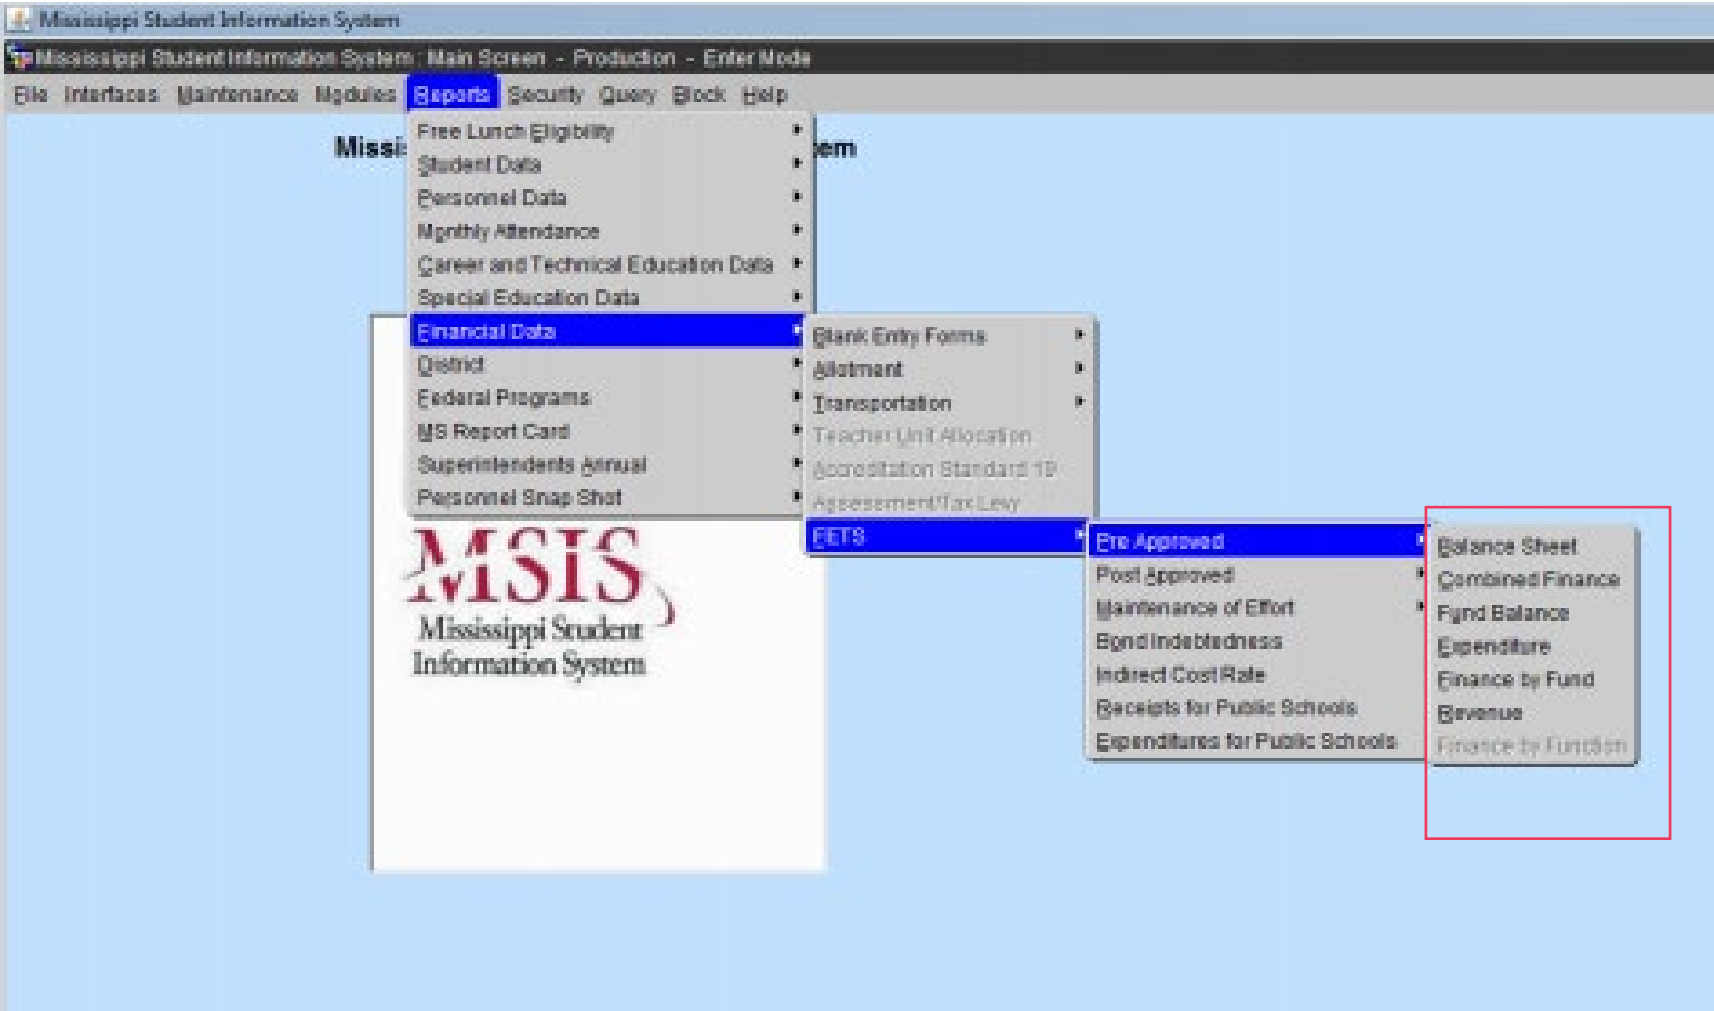 Mississippi Student Information System
Mississippi Student Information System : Main Screen - Production - Enter Mode
File Interfaces Maintenance Modules Reports Security Query Block Help
Missi
em
Free Lunch Eligibility
Student Data
Personnel Data
Monthly Attendance
Career and Technical Education Data
Special Education Data
Financial Data
District
Federal Programs
MS Report Card
Superintendents Annual
Personnel Snap Shot
Blank Entry Forms
Allotment
Transportation
Teacher Unit Allocation
Accreditation Standard 19
Assessment/Tax Levy
FETS
Pre Approved
Post Approved
Maintenance of Effort
Bond Indebtedness
Indirect Cost Rate
Receipts for Public Schools
Expenditures for Public Schools
Balance Sheet
Combined Finance
Fund Balance
Expenditure
Finance by Fund
Revenue
Finance by Function
MSIS
Mississippi Student
Information System